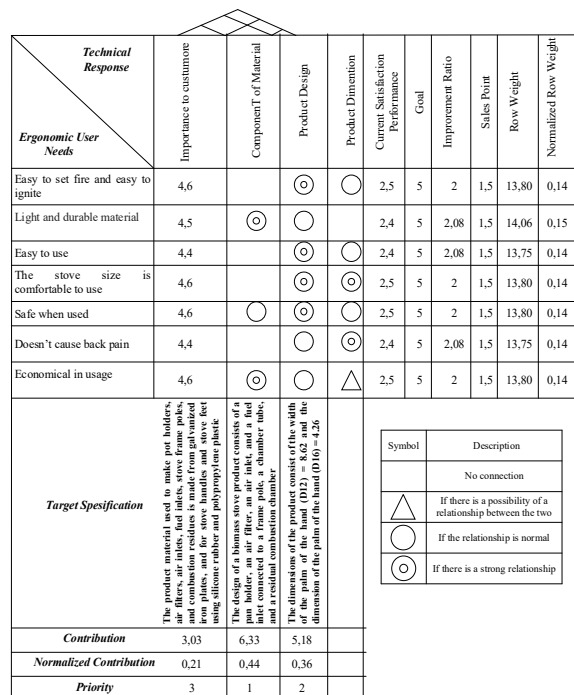 Technical
Response
Ergonomic User
Needs
Importance to custumore
ComponenT of Material
Product Design
Product Dimention
Current Satisfaction
Performance
Goal
Improrement Ratio
Sales Point
Row Weight
Normalized Row Weight
Easy to set fire and easy to
ignite
4,6 2,5 5 2 1,5 13,80 0,14
Light and durable material
4,5 2,4 5 2,08 1,5 14,06 0,15
Easy to use
4,4 2,4 5 2,08 1,5 13,75 0,14
The stove size is
comfortable to use
4,6 2,5 5 2 1,5 13,80 0,14
Safe when used
4,6 2,5 5 2 1,5 13,80 0,14
Doesn't cause back pain
4,4 2,4 5 2,08 1,5 13,75 0,14
Economical in usage
4,6 2,5 5 2 1,5 13,80 0,14
Target Spesification
The product material used to make pot holders,
air filters, air inlets, fuel inlets, stove frame poles,
and combustion residues is made from galvanized
iron plates, and for stove handles and stove feet
using silicone rubber and polypropylene plastic
The design of a biomass stove product consists of a
pan holder, an air filter, an air inlet, and a fuel
inlet connected to a frame pole, a chamber tube,
and a residual combustion chamber
The dimensions of the product consist of the width
of the palm of the hand (D12) = 8.62 and the
dimension of the palm of the hand (D16) = 4.26
Symbol Description
No connection
If there is a possibility of a
relationship between the two
If the relationship is normal
If there is a strong relationship
Contribution 3,03 6,33 5,18
Normalized Contribution 0,21 0,44 0,36
Priority 3 1 2